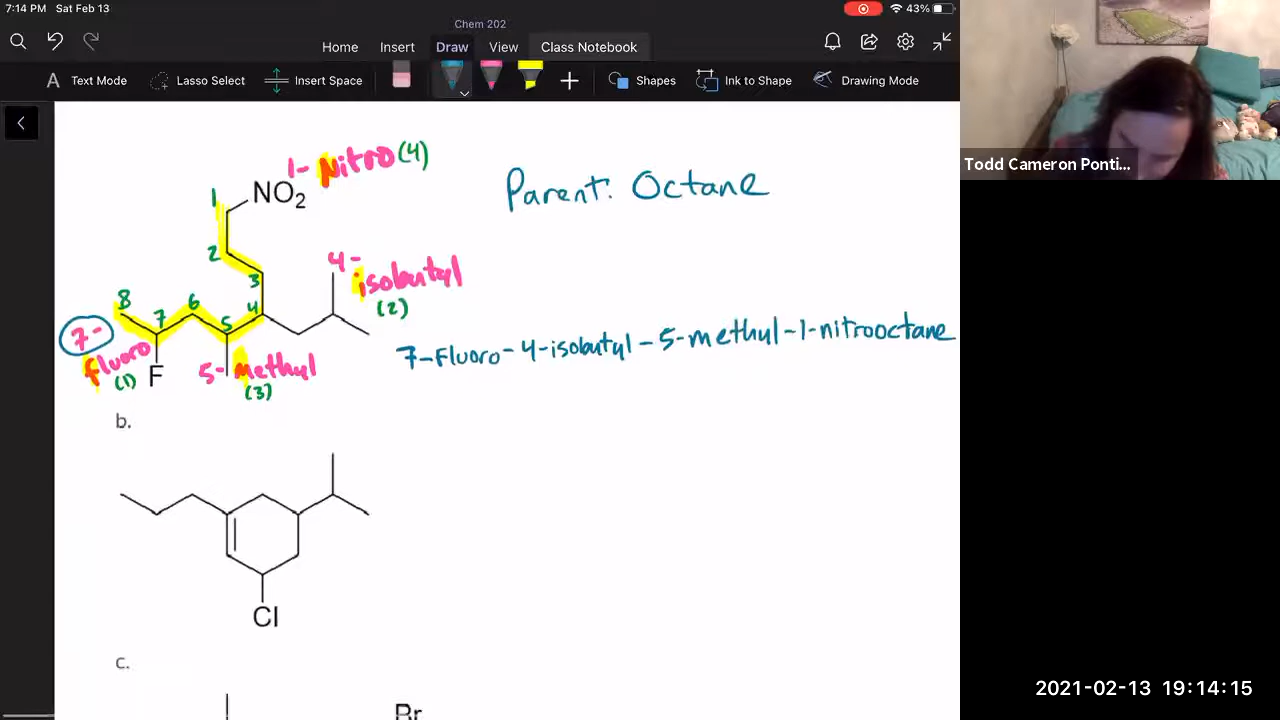 7:14 PM Sat Feb 13
43%
Chem 202
Home Insert Draw View Class Notebook
Text Mode Lasso Select Insert Space Shapes Ink to Shape Drawing Mode
1- Nitro (4)
NO2
Parent: Octane
1
2
3
4-
isobutyl
(2)
8 7 6 5 4
7-
fluoro
(1)
F
5- methyl
(3)
7-Fluoro-4-isobutyl-5-methyl-1-nitrooctane
b.
Cl
c.
Br
Todd Cameron Ponti...
2021-02-13 19:14:15